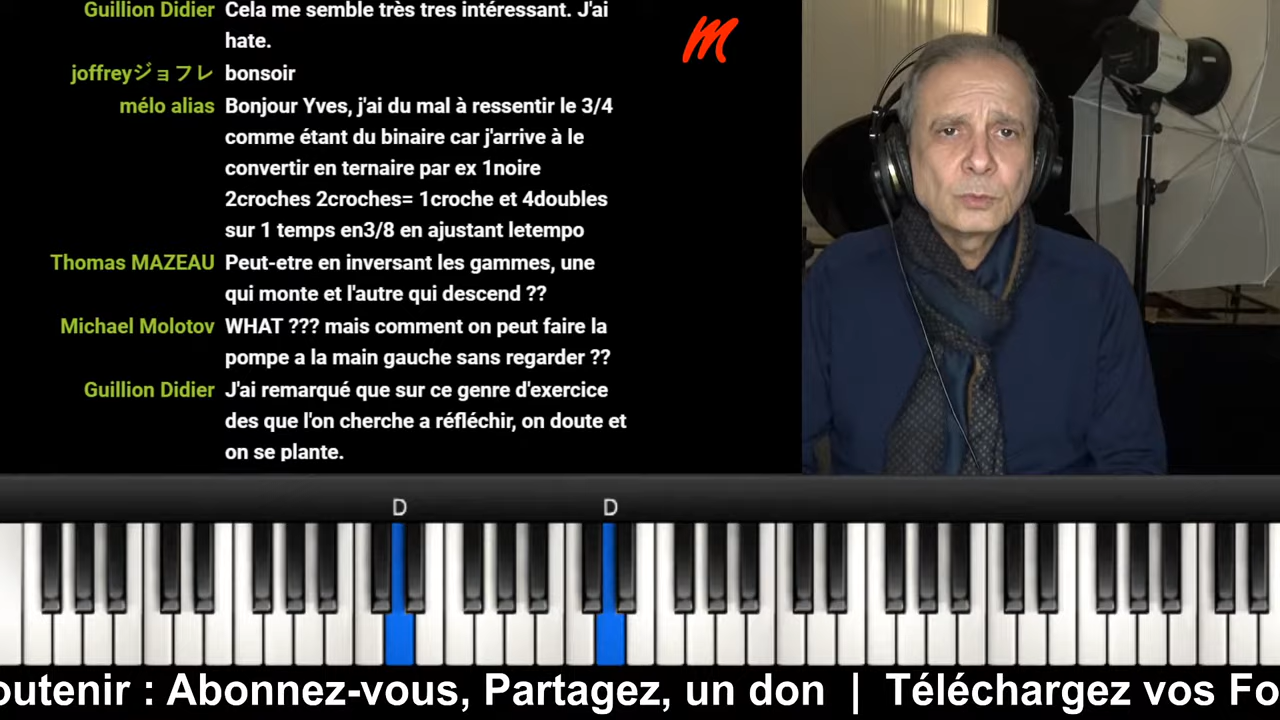 Guillion Didier Cela me semble très tres intéressant. J'ai
hate.
joffreyジョフレ bonsoir
mélo alias Bonjour Yves, j'ai du mal à ressentir le 3/4
comme étant du binaire car j'arrive à le
convertir en ternaire par ex 1noire
2croches 2croches= 1croche et 4doubles
sur 1 temps en3/8 en ajustant letempo
Thomas MAZEAU Peut-etre en inversant les gammes, une
qui monte et l'autre qui descend ??
Michael Molotov WHAT ??? mais comment on peut faire la
pompe a la main gauche sans regarder ??
Guillion Didier J'ai remarqué que sur ce genre d'exercice
des que l'on cherche a réfléchir, on doute et
on se plante.
m
D D
outenir : Abonnez-vous, Partagez, un don | Téléchargez vos Fo